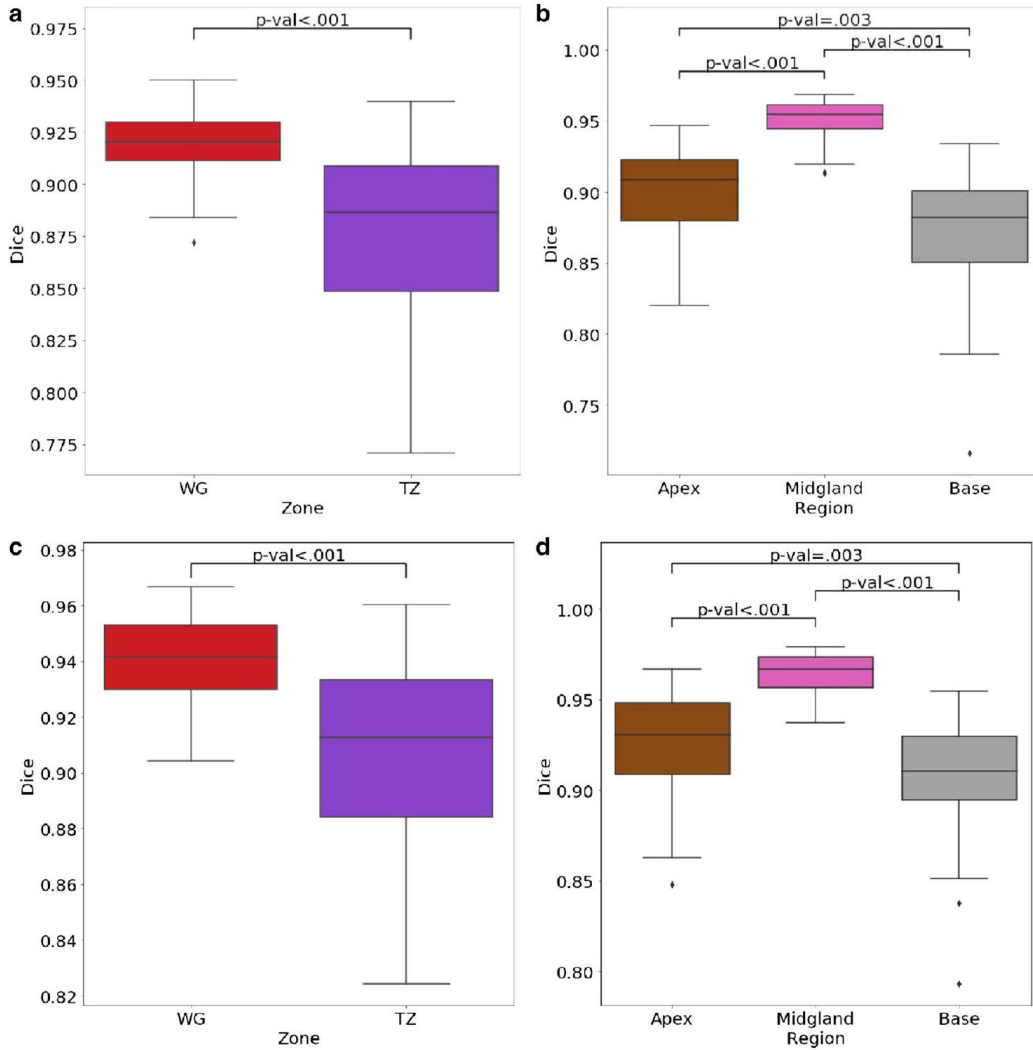 a
p-val<.001
0.975
0.950
0.925
0.900
0.875
0.850
0.825
0.800
0.775
Dice
WG
TZ
Zone
b
p-val=.003
p-val<.001
p-val<.001
1.00
0.95
0.90
0.85
0.80
0.75
Dice
Apex
Midgland
Base
Region
c
p-val<.001
0.98
0.96
0.94
0.92
0.90
0.88
0.86
0.84
0.82
Dice
WG
TZ
Zone
d
p-val=.003
p-val<.001
p-val<.001
1.00
0.95
0.90
0.85
0.80
Dice
Apex
Midgland
Base
Region